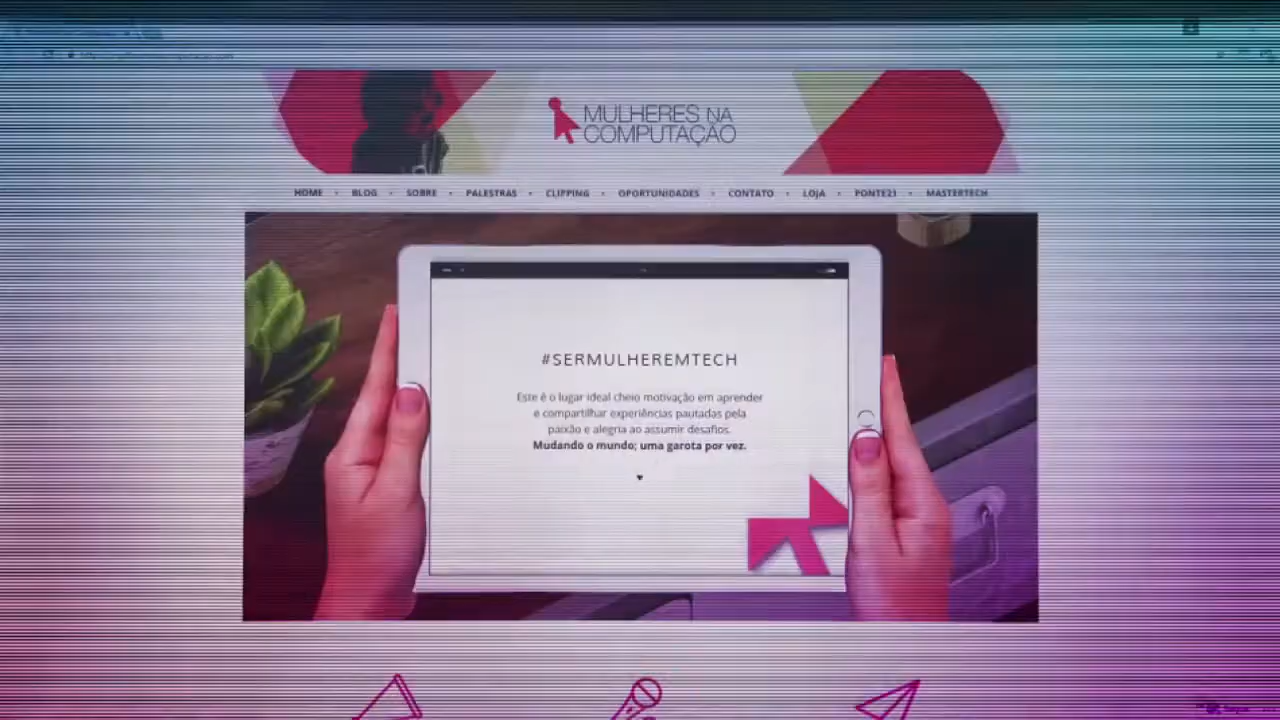 MULHERES NA
COMPUTAÇÃO
HOME • BLOG • SOBRE • PALESTRAS • CLIPPING • OPORTUNIDADES • CONTATO • LOJA • PONTE21 • MASTERTECH
#SERMULHEREMTECH
Este é o lugar ideal cheio motivação em aprender
e compartilhar experiências pautadas pela
paixão e alegria ao assumir desafios.
Mudando o mundo; uma garota por vez.